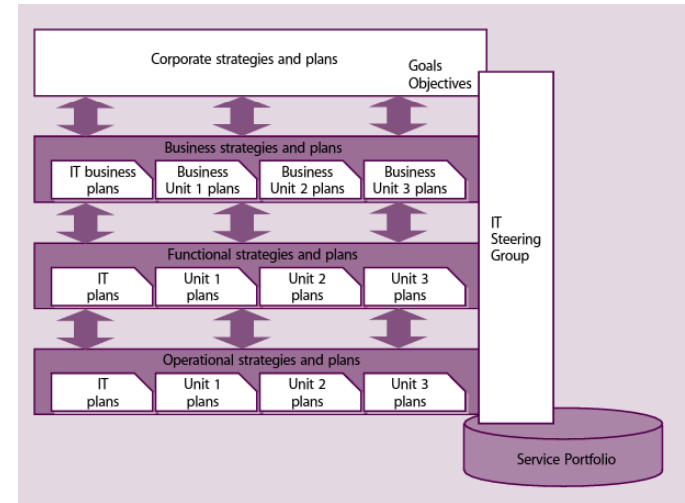 Corporate strategies and plans
Goals
Objectives
Business strategies and plans
IT business
plans
Business
Unit 1 plans
Business
Unit 2 plans
Business
Unit 3 plans
Functional strategies and plans
IT
plans
Unit 1
plans
Unit 2
plans
Unit 3
plans
Operational strategies and plans
IT
plans
Unit 1
plans
Unit 2
plans
Unit 3
plans
IT
Steering
Group
Service Portfolio